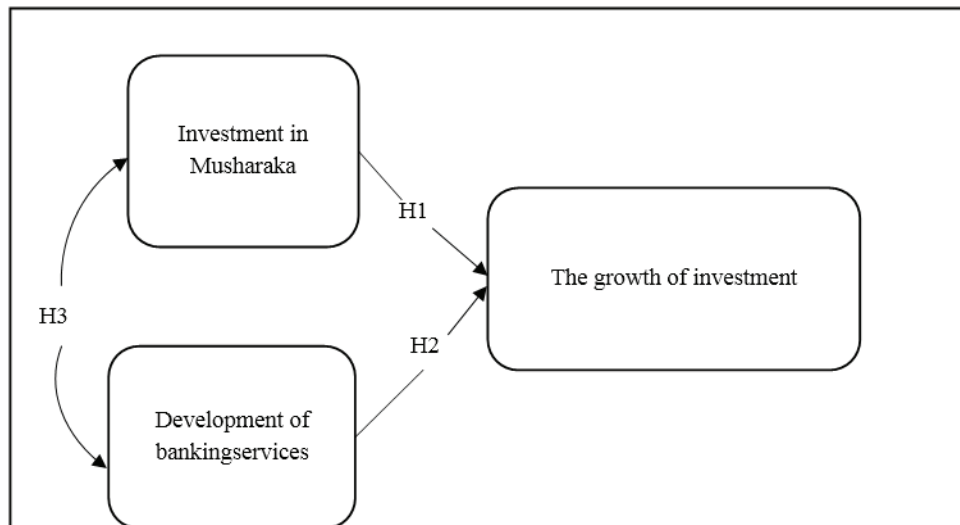 Investment in
Musharaka
H1
The growth of investment
H3
H2
Development of
bankingservices